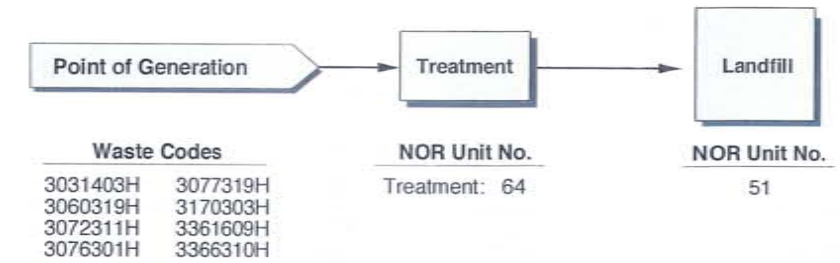 Point of Generation
Treatment
Landfill
Waste Codes
3031403H 3077319H
3060319H 3170303H
3072311H 3361609H
3076301H 3366310H
NOR Unit No.
Treatment: 64
NOR Unit No.
51